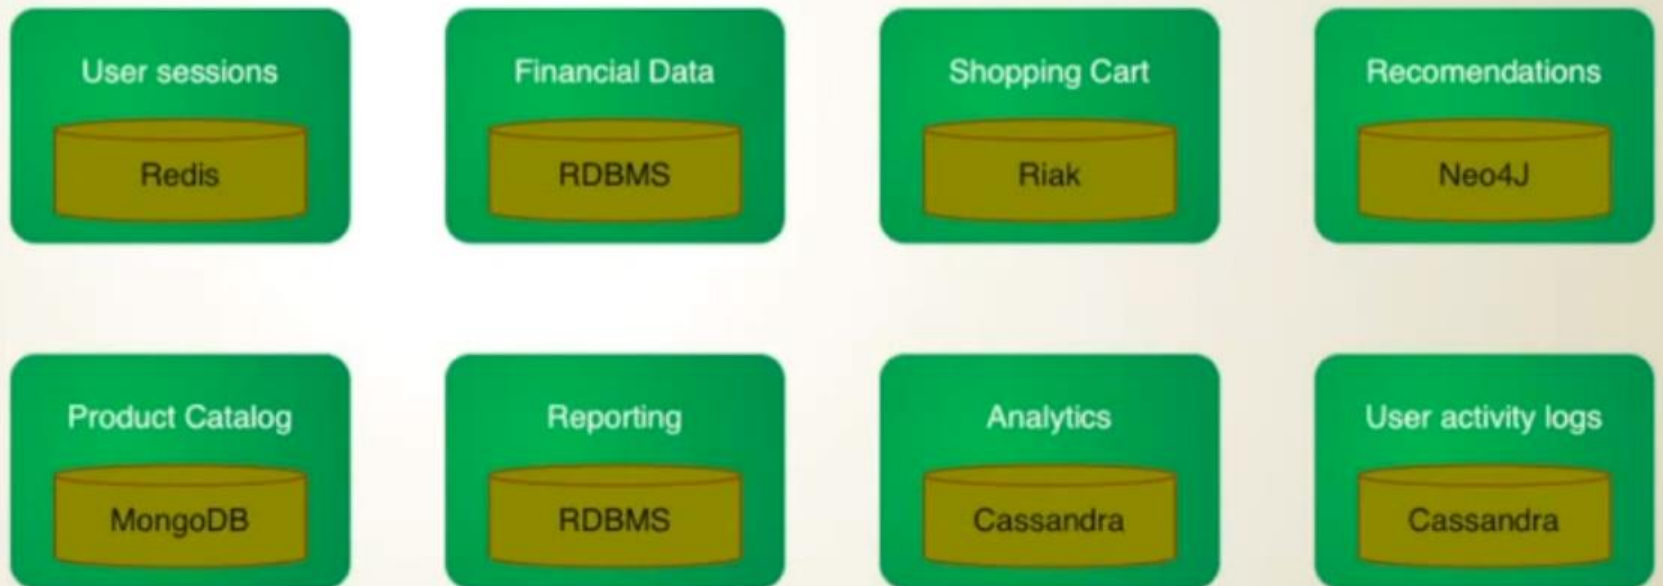 User sessions
Redis
Financial Data
RDBMS
Shopping Cart
Riak
Recomendations
Neo4J
Product Catalog
MongoDB
Reporting
RDBMS
Analytics
Cassandra
User activity logs
Cassandra